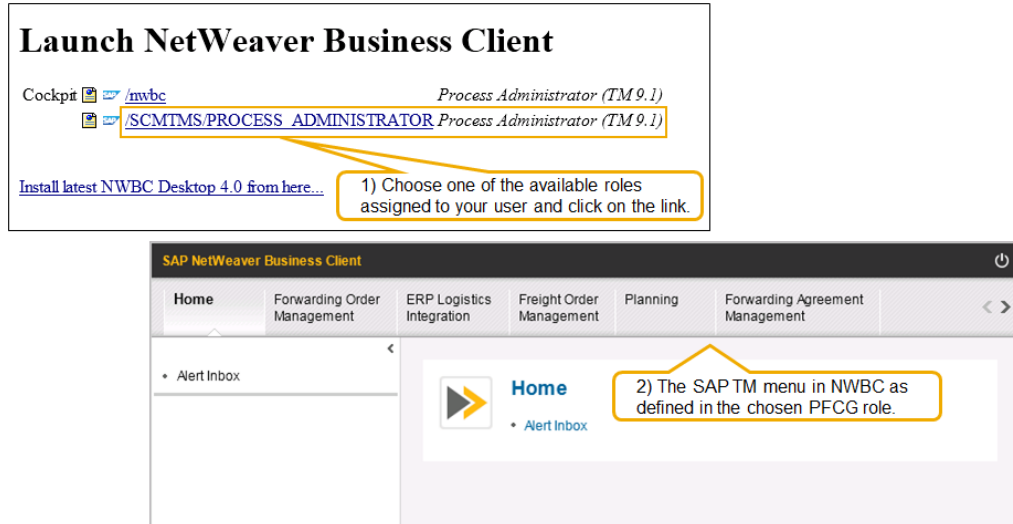 Launch NetWeaver Business Client
Cockpit /nwbc Process Administrator (TM 9.1)
/SCMTMS/PROCESS_ADMINISTRATOR Process Administrator (TM 9.1)
Install latest NWBC Desktop 4.0 from here...
1) Choose one of the available roles
assigned to your user and click on the link.
SAP NetWeaver Business Client
Home
Forwarding Order
Management
ERP Logistics
Integration
Freight Order
Management
Planning
Forwarding Agreement
Management
• Alert Inbox
Home
• Alert Inbox
2) The SAP TM menu in NWBC as
defined in the chosen PFCG role.